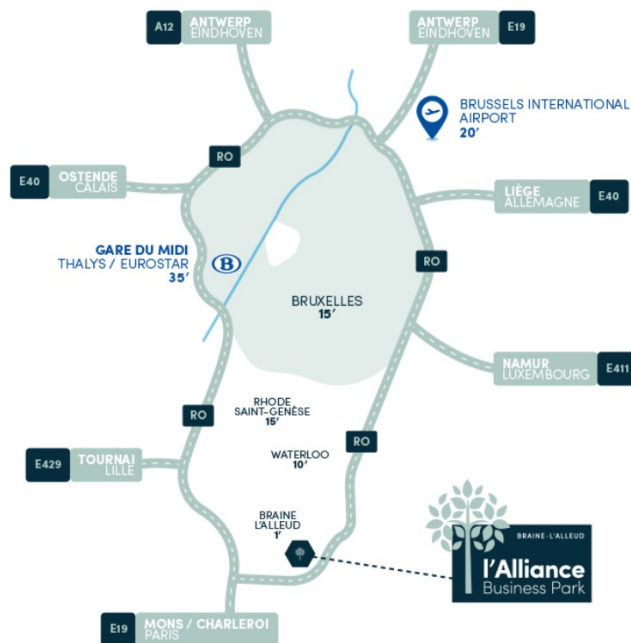 A12
ANTWERP
EINDHOVEN
ANTWERP
EINDHOVEN
E19
BRUSSELS INTERNATIONAL
AIRPORT
20'
RO
E40
OSTENDE
CALAIS
LIÈGE
ALLEMAGNE
E40
GARE DU MIDI
THALYS / EUROSTAR
35'
B
RO
BRUXELLES
15'
NAMUR
LUXEMBOURG
E411
RHODE
SAINT-GENÈSE
15'
RO
RO
WATERLOO
10'
E429
TOURNAI
LILLE
BRAINE
L'ALLEUD
1'
BRAINE-L'ALLEUD
l'Alliance
Business Park
E19
MONS / CHARLEROI
PARIS